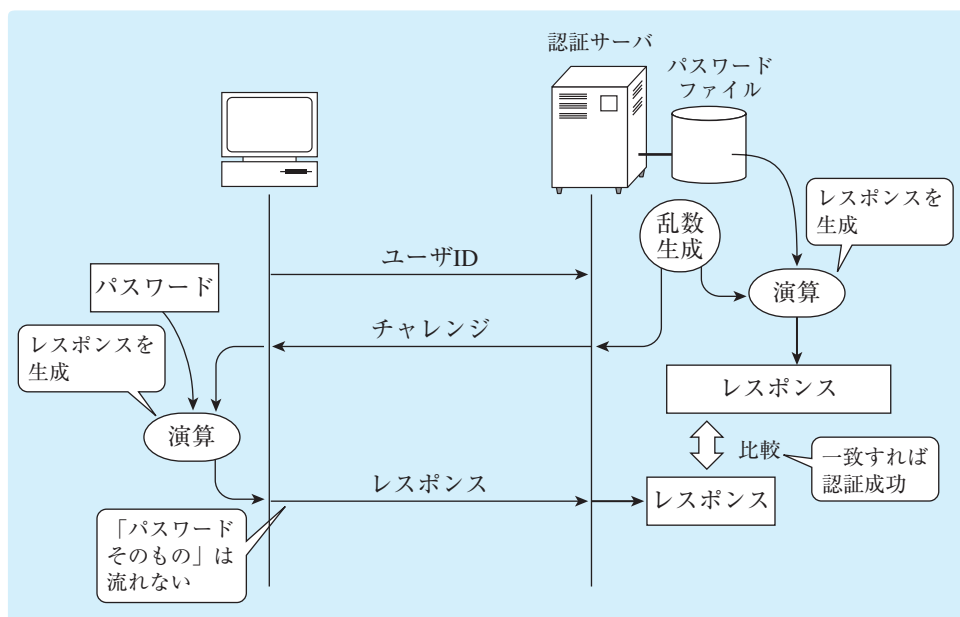 認証サーバ
パスワード
ファイル
レスポンスを
生成
乱数
生成
ユーザID
演算
パスワード
チャレンジ
レスポンスを
生成
レスポンス
演算
比較
一致すれば
認証成功
レスポンス
レスポンス
「パスワード
そのもの」は
流れない